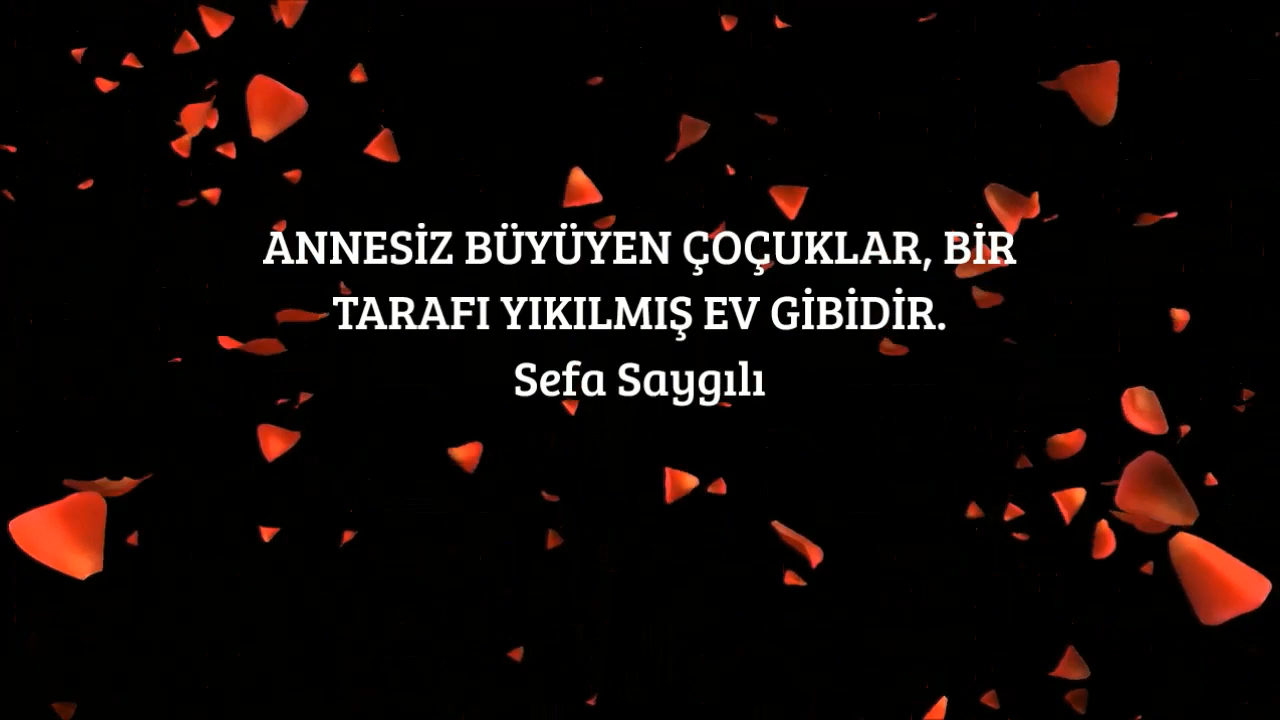 ANNESİZ BÜYÜYEN ÇOÇUKLAR, BİR
TARAFI YIKILMIŞ EV GİBİDİR.
Sefa Saygılı